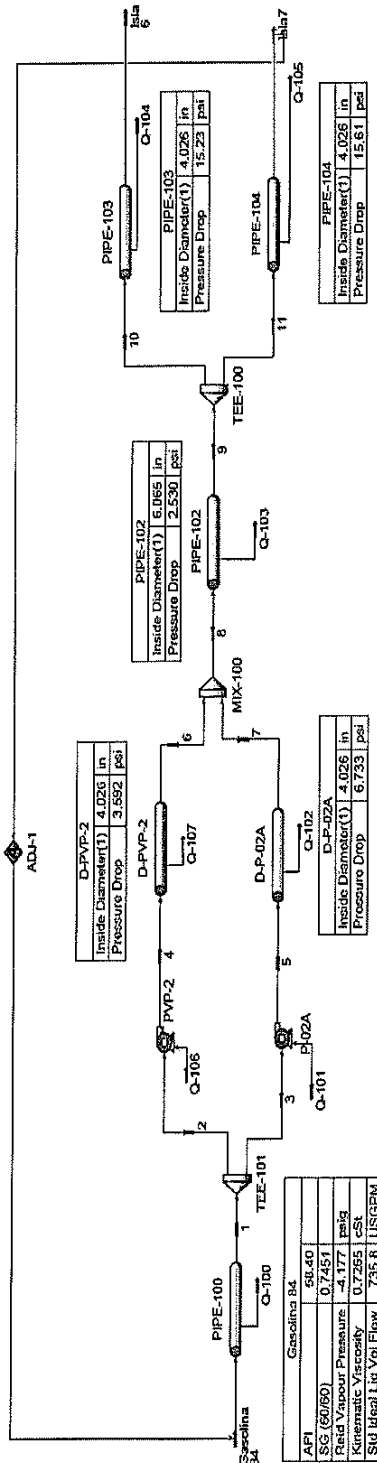 ADJ-1
Isla
6
Isla7
PIPE-103
Q-104
10
PIPE-103
Inside Diameter(1) 4.026 in
Pressure Drop 15.23 psi
PIPE-104
Q-105
11
PIPE-104
Inside Diameter(1) 4.026 in
Pressure Drop 15.61 psi
TEE-100
9
PIPE-102
Inside Diameter(1) 6.065 in
Pressure Drop 2.530 psi
PIPE-102
Q-103
8
MIX-100
6
7
D-PVP-2
Inside Diameter(1) 4.026 in
Pressure Drop 3.592 psi
D-PVP-2
Q-107
D-P-02A
Q-102
D-P-02A
Inside Diameter(1) 4.026 in
Pressure Drop 6.733 psi
4
PVP-2
Q-106
5
P-02A
Q-101
2
3
TEE-101
1
PIPE-100
Q-100
Gasolina
84
Gasolina 84
API 58.40
SG (60/60) 0.7451
Reid Vapour Pressure -4.177 psig
Kinematic Viscosity 0.7265 cSt
Std Ideal Liq Vol Flow 735.8 USGPM